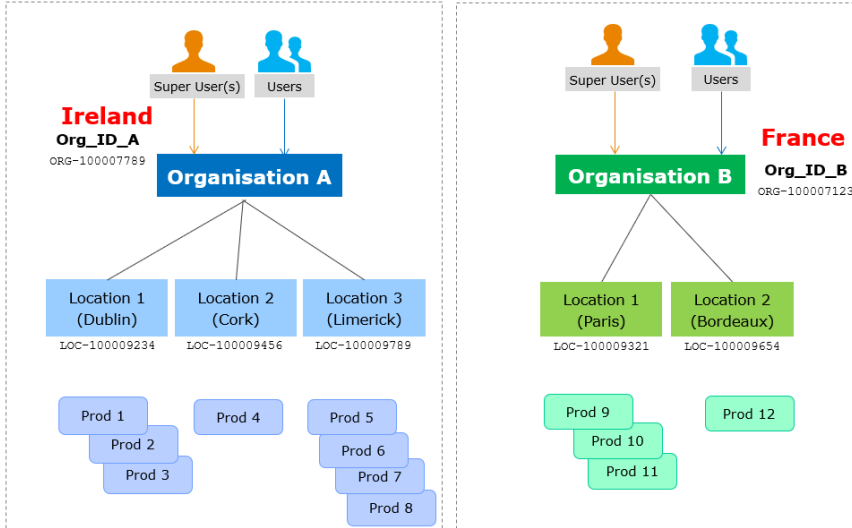 Super User(s)
Users
Ireland
Org_ID_A
ORG-100007789
Organisation A
Location 1
(Dublin)
LOC-100009234
Location 2
(Cork)
LOC-100009456
Location 3
(Limerick)
LOC-100009789
Prod 1
Prod 2
Prod 3
Prod 4
Prod 5
Prod 6
Prod 7
Prod 8
Super User(s)
Users
France
Org_ID_B
ORG-100007123
Organisation B
Location 1
(Paris)
LOC-100009321
Location 2
(Bordeaux)
LOC-100009654
Prod 9
Prod 10
Prod 11
Prod 12